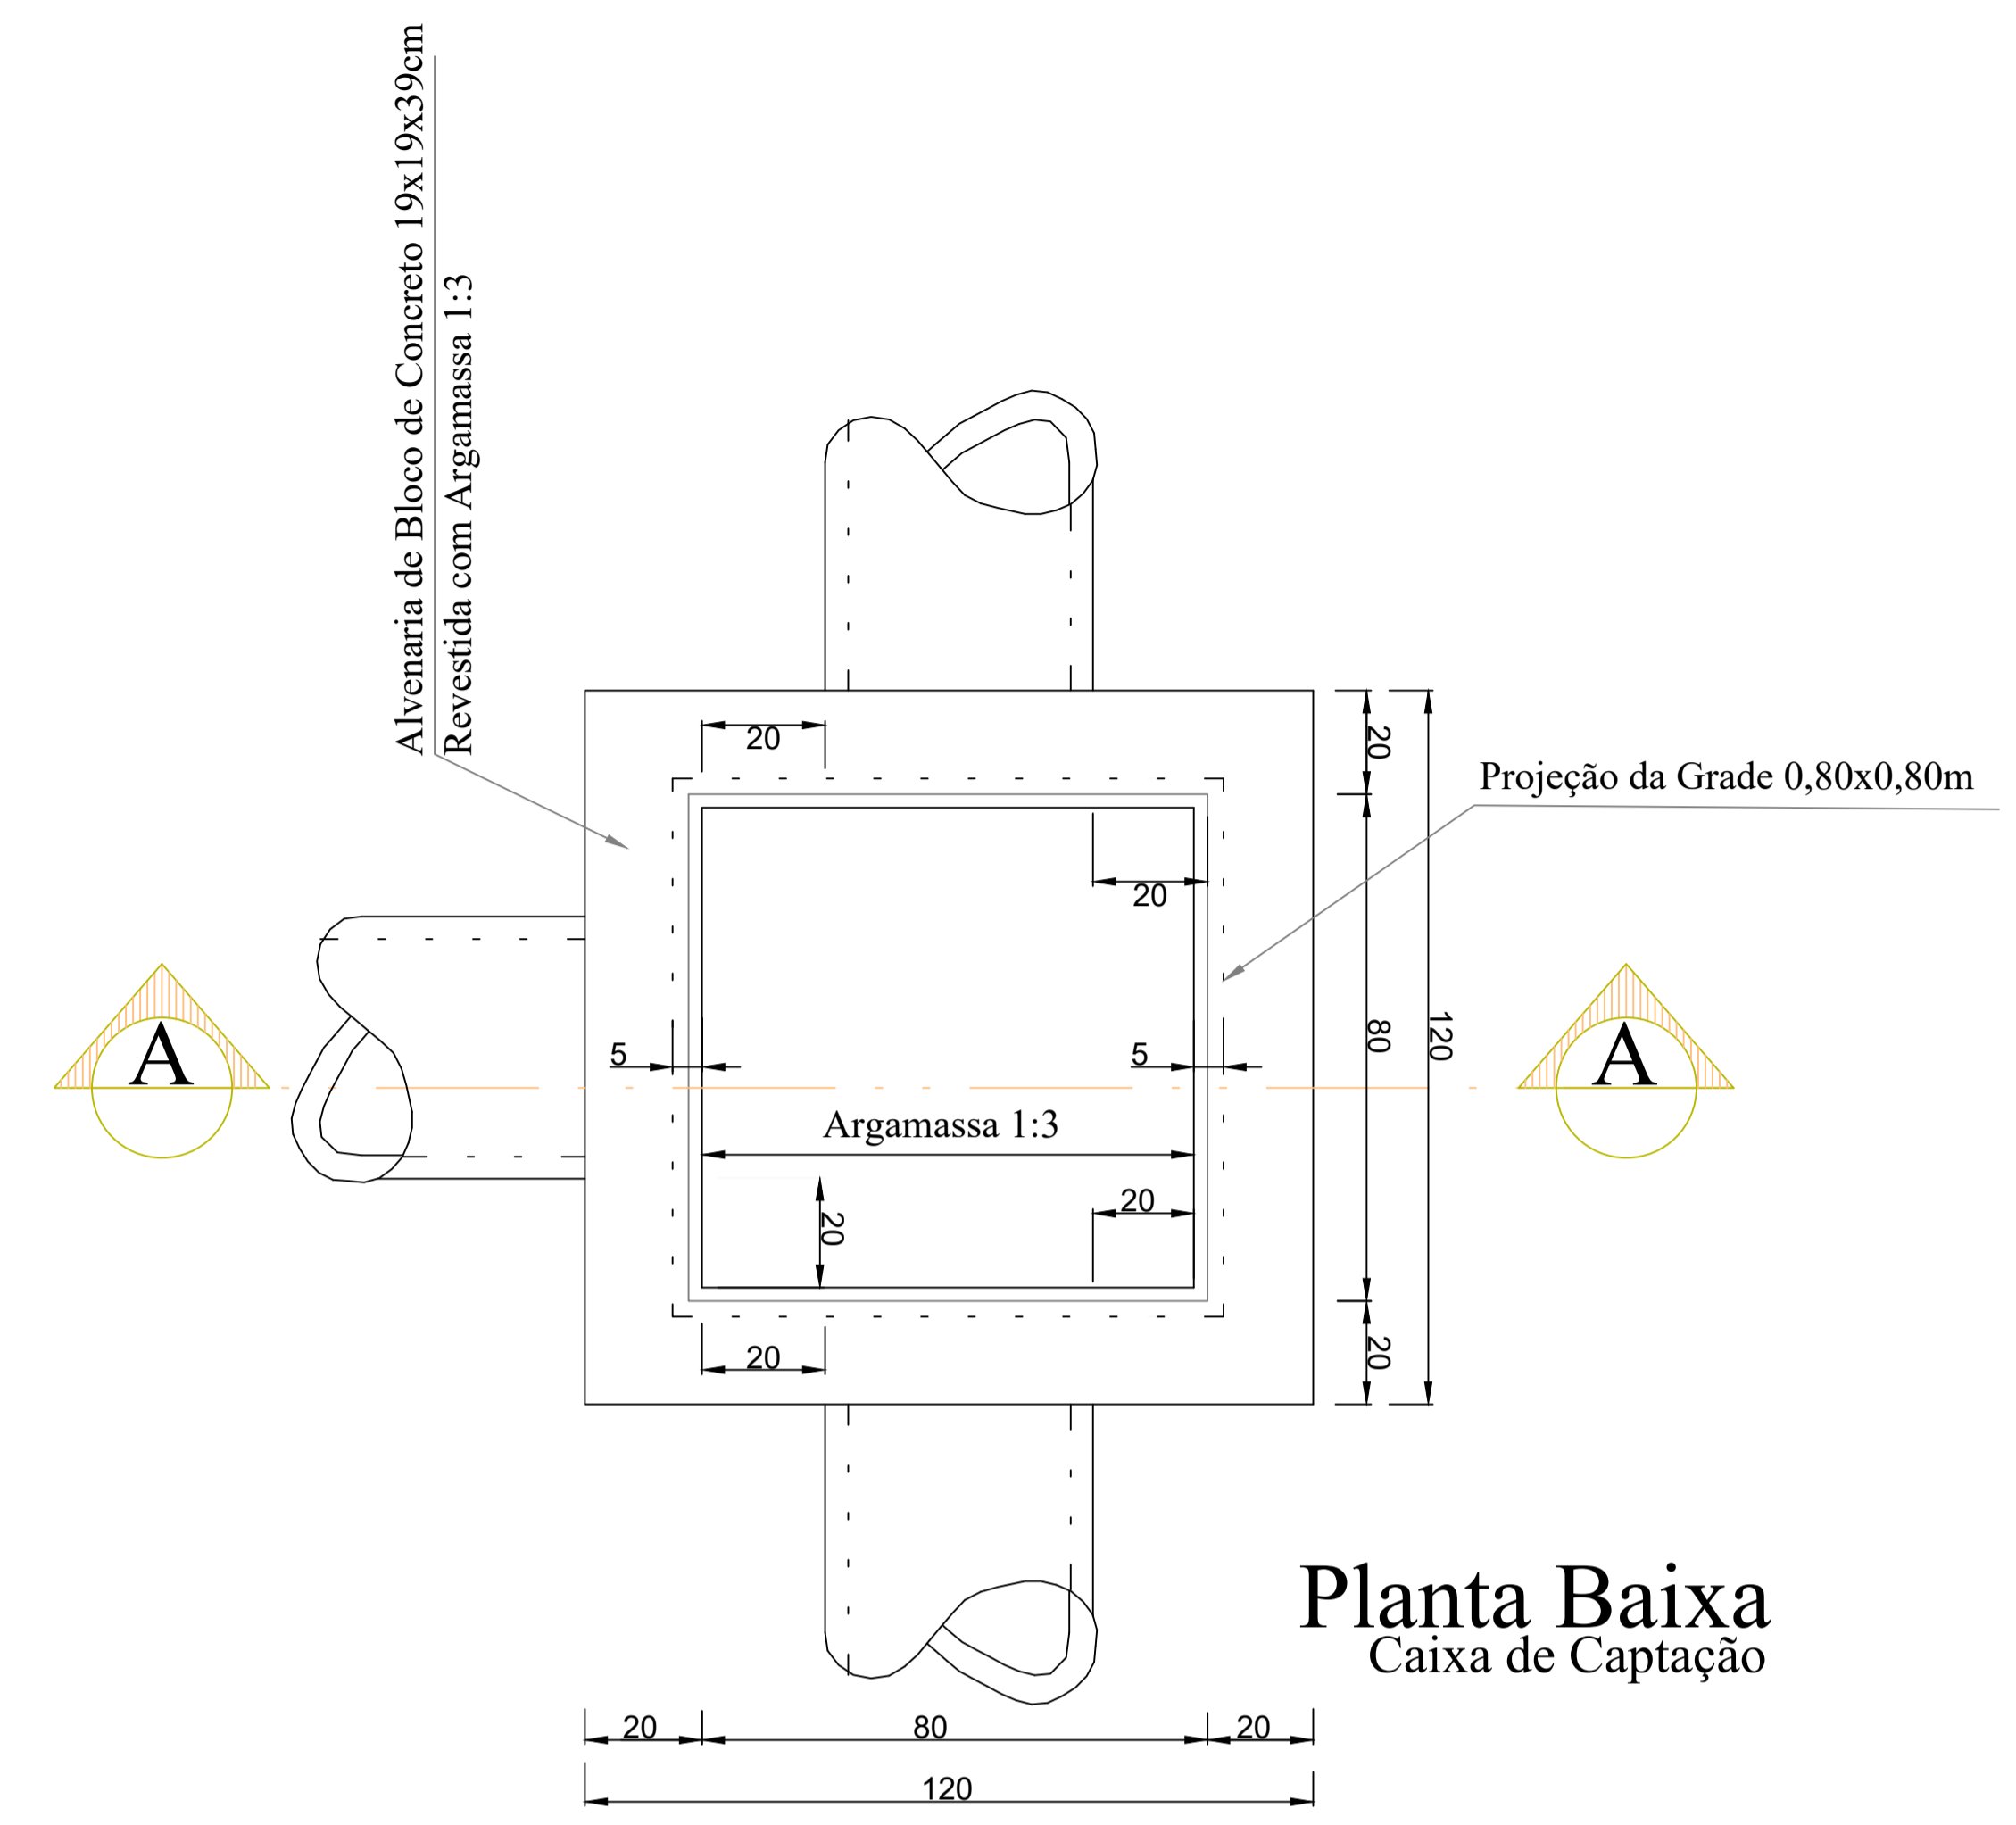 Alvenaria de Bloco de Concreto 19x19x39cm
Revestida com Argamassa 1:3
20
20
Projeção da Grade 0,80x0,80m
20
A
5
5
80
120
A
Argamassa 1:3
20
20
20
20
Planta Baixa
Caixa de Captação
20
80
20
120